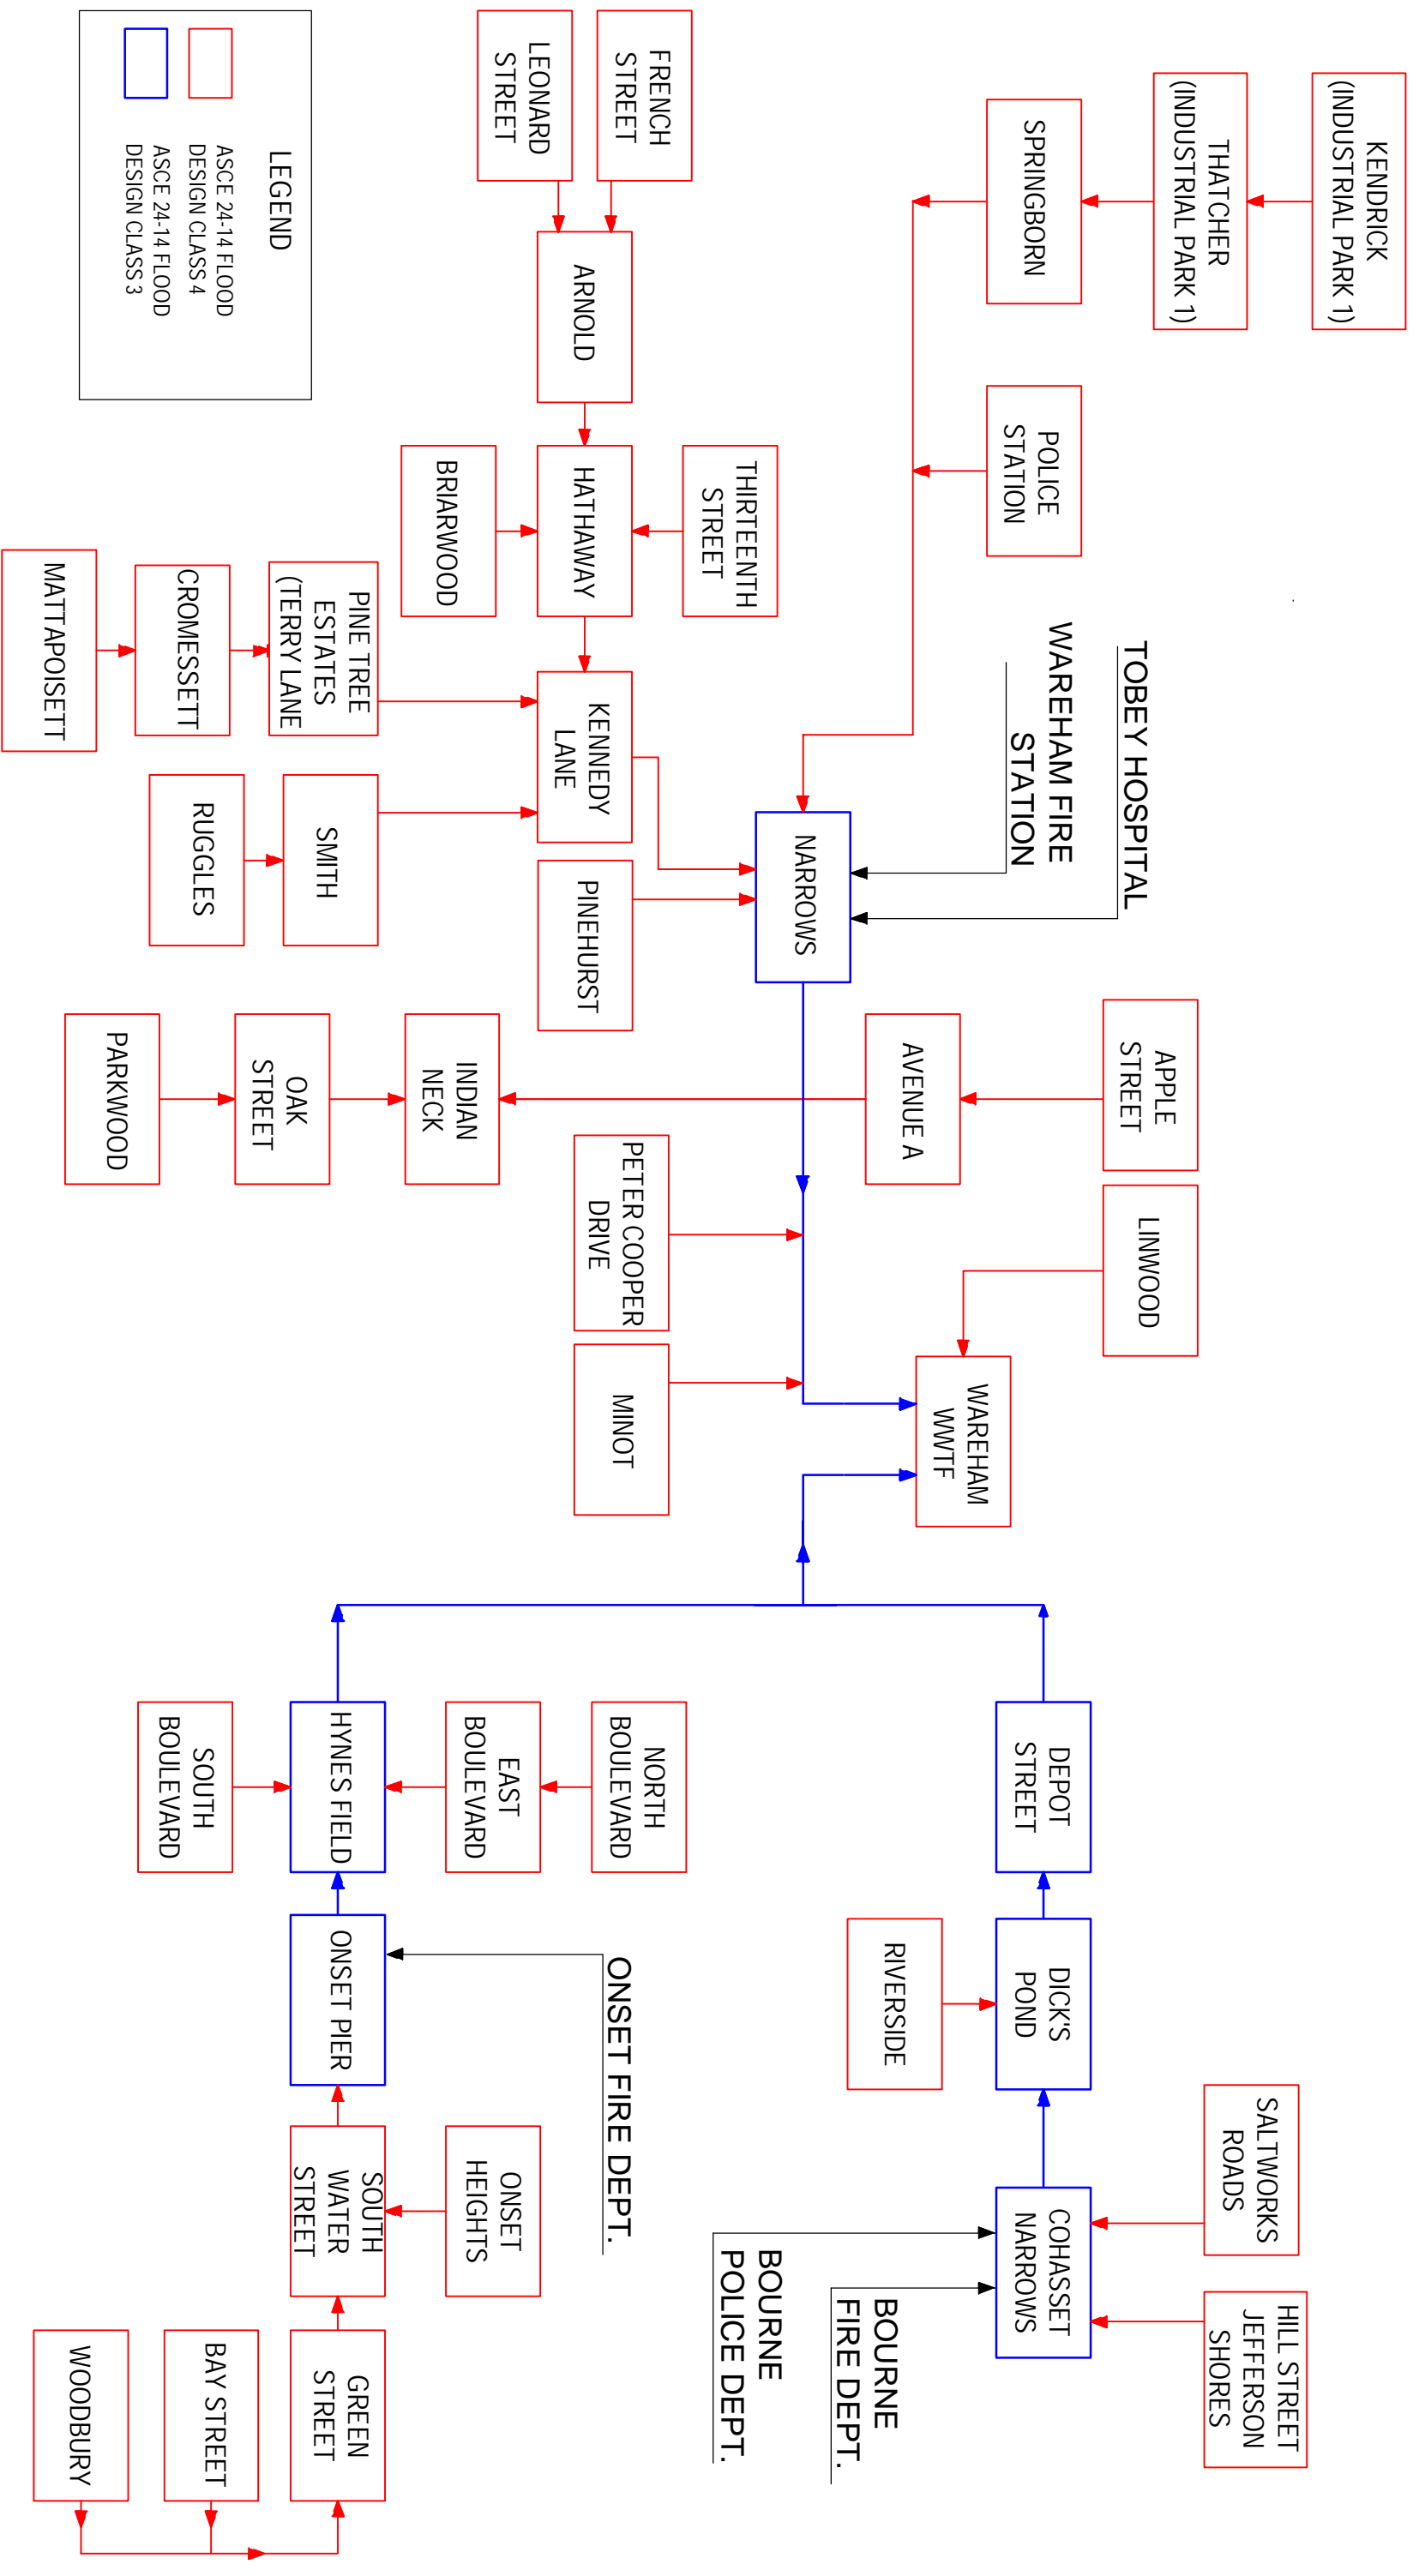 KENDRICK
(INDUSTRIAL PARK 1)
THATCHER
(INDUSTRIAL PARK 1)
SPRINGBORN
POLICE
STATION
FRENCH
STREET
LEONARD
STREET
ARNOLD
THIRTEENTH
STREET
HATHAWAY
BRIARWOOD
LEGEND
ASCE 24-14 FLOOD
DESIGN CLASS 4
ASCE 24-14 FLOOD
DESIGN CLASS 3
PINE TREE
ESTATES
(TERRY LANE
CROMESSETT
MATTAPOISETT
KENNEDY
LANE
SMITH
RUGGLES
PINEHURST
TOBEY HOSPITAL
WAREHAM FIRE
STATION
NARROWS
APPLE
STREET
AVENUE A
INDIAN
NECK
OAK
STREET
PARKWOOD
LINWOOD
PETER COOPER
DRIVE
MINOT
WAREHAM
WWTF
DEPOT
STREET
NORTH
BOULEVARD
EAST
BOULEVARD
HYNES FIELD
SOUTH
BOULEVARD
DICK'S
POND
RIVERSIDE
ONSET FIRE DEPT.
ONSET PIER
SALTWORKS
ROADS
HILL STREET
JEFFERSON
SHORES
COHASSET
NARROWS
BOURNE
FIRE DEPT.
BOURNE
POLICE DEPT.
ONSET
HEIGHTS
SOUTH
WATER
STREET
GREEN
STREET
BAY STREET
WOODBURY